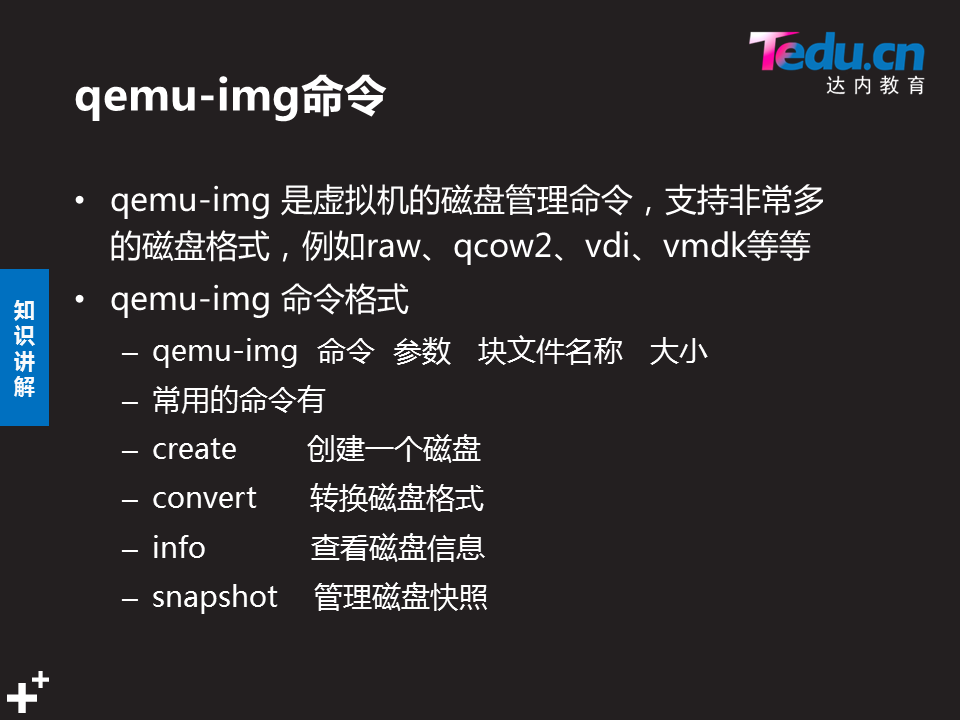 Tedu.cn
达内教育
qemu-img命令
• qemu-img 是虚拟机的磁盘管理命令，支持非常多
的磁盘格式，例如raw、qcow2、vdi、vmdk等等
• qemu-img 命令格式
– qemu-img 命令 参数 块文件名称 大小
– 常用的命令有
– create 创建一个磁盘
– convert 转换磁盘格式
– info 查看磁盘信息
– snapshot 管理磁盘快照
知
识
讲
解